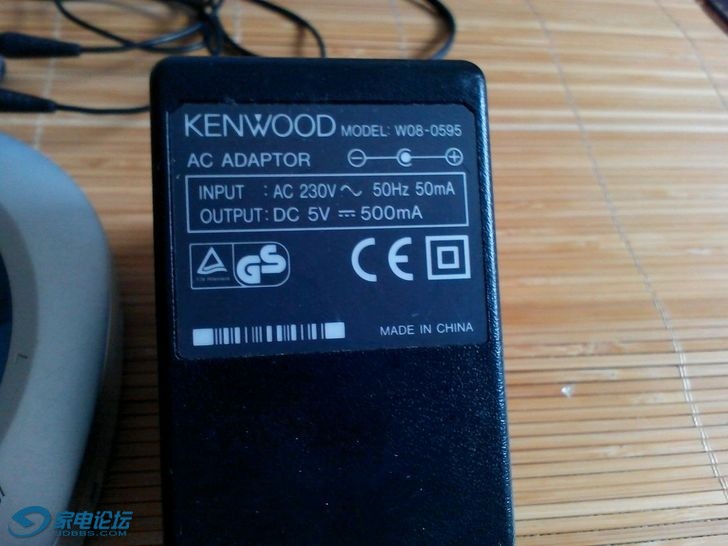 KENWOOD MODEL: W08-0595
AC ADAPTOR
INPUT : AC 230V ~ 50Hz 50mA
OUTPUT: DC 5V ⎓ 500mA
GS CE
MADE IN CHINA
家电论坛
JDBBS.COM